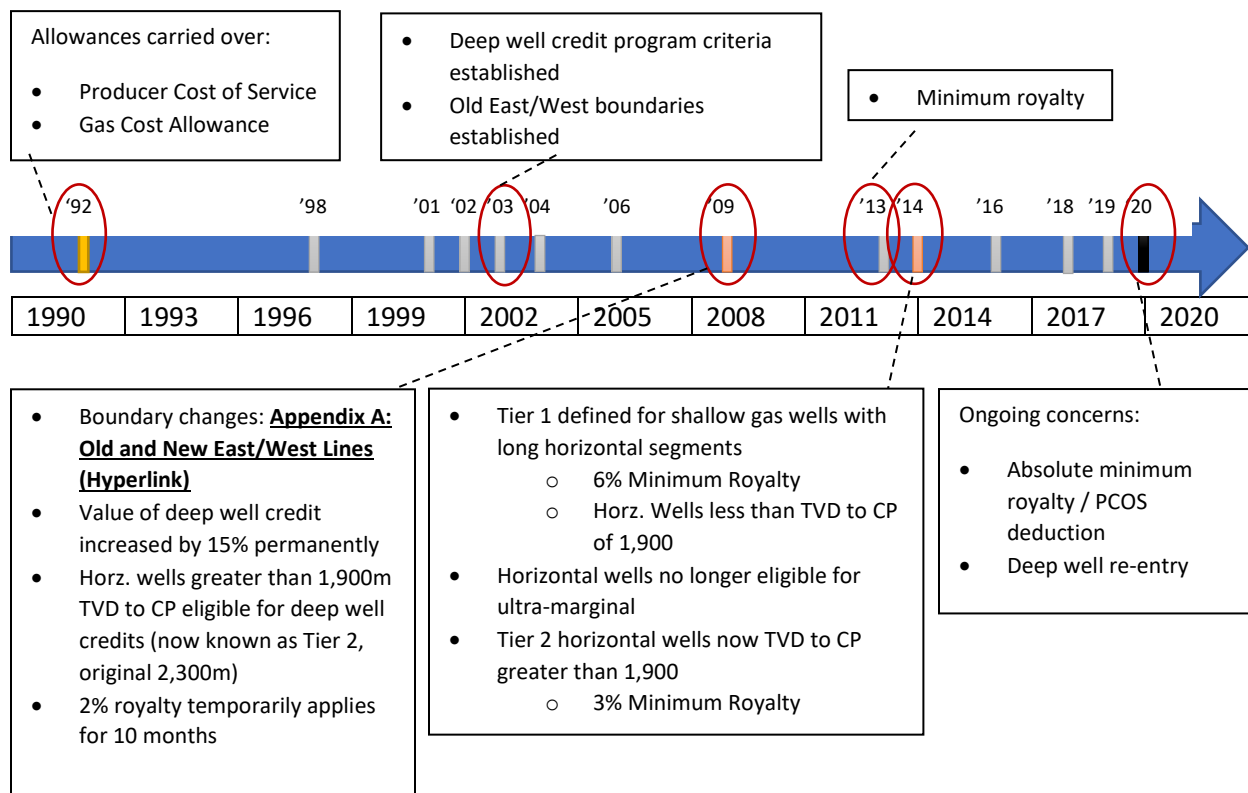 Allowances carried over:
• Producer Cost of Service
• Gas Cost Allowance
• Deep well credit program criteria
established
• Old East/West boundaries
established
• Minimum royalty
‘92 ’98 ’01 ‘02 ’03 ’04 ’06 ’09 ’13 ’14 ’16 ’18 ’19 ’20
1990 1993 1996 1999 2002 2005 2008 2011 2014 2017 2020
• Boundary changes: Appendix A:
Old and New East/West Lines
(Hyperlink)
• Value of deep well credit
increased by 15% permanently
• Horz. wells greater than 1,900m
TVD to CP eligible for deep well
credits (now known as Tier 2,
original 2,300m)
• 2% royalty temporarily applies
for 10 months
• Tier 1 defined for shallow gas wells with
long horizontal segments
o 6% Minimum Royalty
o Horz. Wells less than TVD to CP
of 1,900
• Horizontal wells no longer eligible for
ultra-marginal
• Tier 2 horizontal wells now TVD to CP
greater than 1,900
o 3% Minimum Royalty
Ongoing concerns:
• Absolute minimum
royalty / PCOS
deduction
• Deep well re-entry